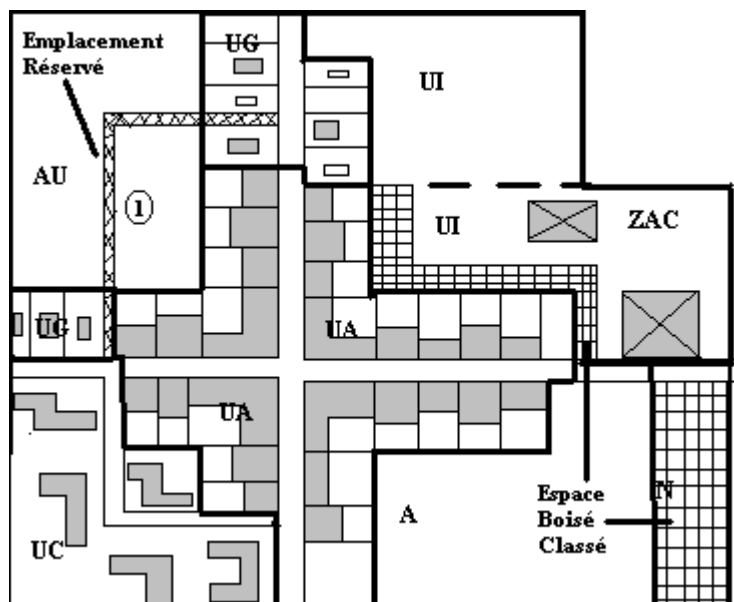 Emplacement
Réservé
UG
UI
AU
1
UI
ZAC
UG
UA
UA
Espace
Boisé
Classé
N
A
UC